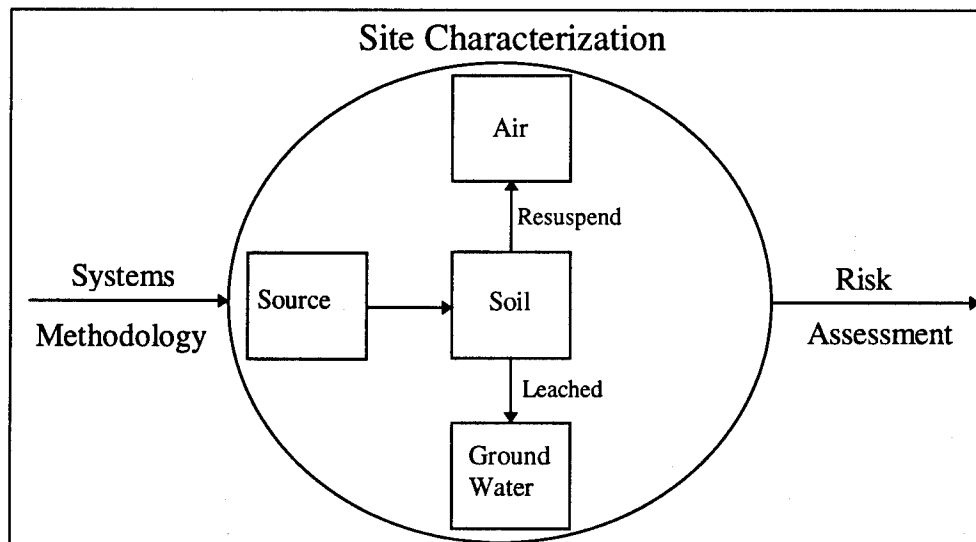 Site Characterization
Air
Resuspend
Systems
Methodology
Source
Soil
Risk
Assessment
Leached
Ground
Water